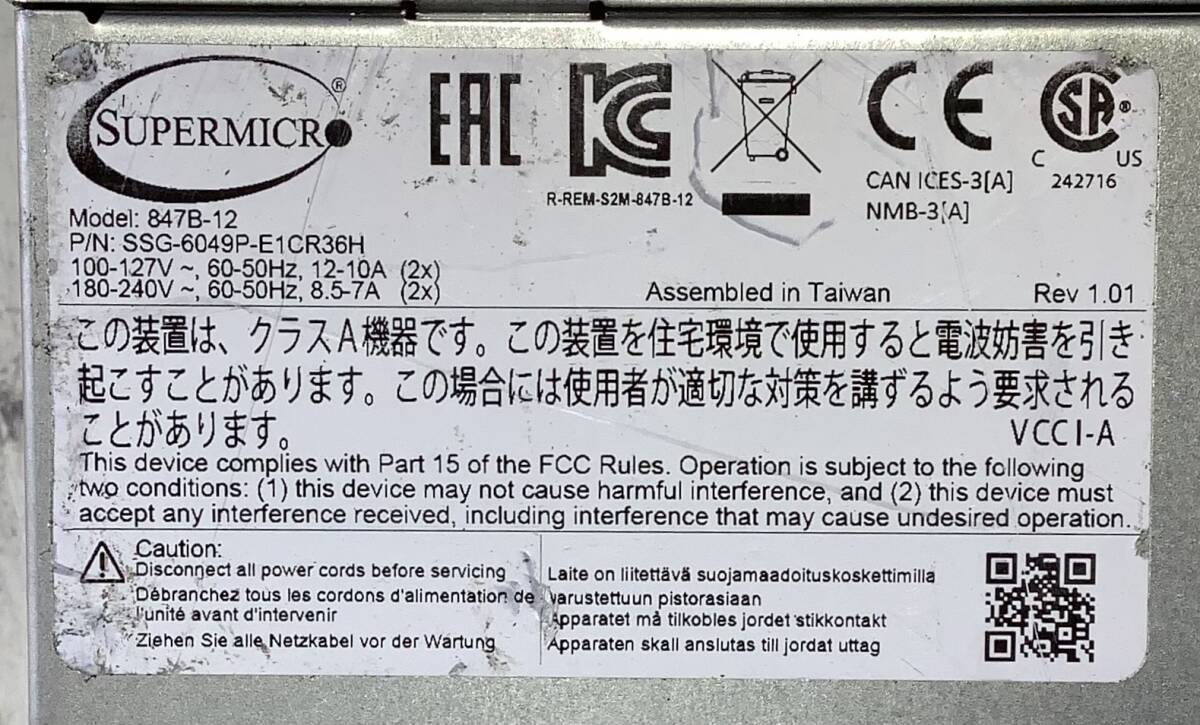 SUPERMICRO®
EAC
KC
R-REM-S2M-847B-12
CE
CAN ICES-3[A]
NMB-3[A]
SA®
C US
242716
Model: 847B-12
P/N: SSG-6049P-E1CR36H
100-127V ~, 60-50Hz, 12-10A (2x)
180-240V ~, 60-50Hz, 8.5-7A (2x)
Assembled in Taiwan
Rev 1.01
この装置は、クラスA機器です。この装置を住宅環境で使用すると電波妨害を引き
起こすことがあります。この場合には使用者が適切な対策を講ずるよう要求される
ことがあります。
VCCI-A
This device complies with Part 15 of the FCC Rules. Operation is subject to the following
two conditions: (1) this device may not cause harmful interference, and (2) this device must
accept any interference received, including interference that may cause undesired operation.
Caution:
Disconnect all power cords before servicing
Débranchez tous les cordons d'alimentation de
l'unité avant d'intervenir
Ziehen Sie alle Netzkabel vor der Wartung
Laite on liitettävä suojamaadoituskoskettimilla
varustettuun pistorasiaan
Apparatet må tilkobles jordet stikkontakt
Apparaten skall anslutas till jordat uttag